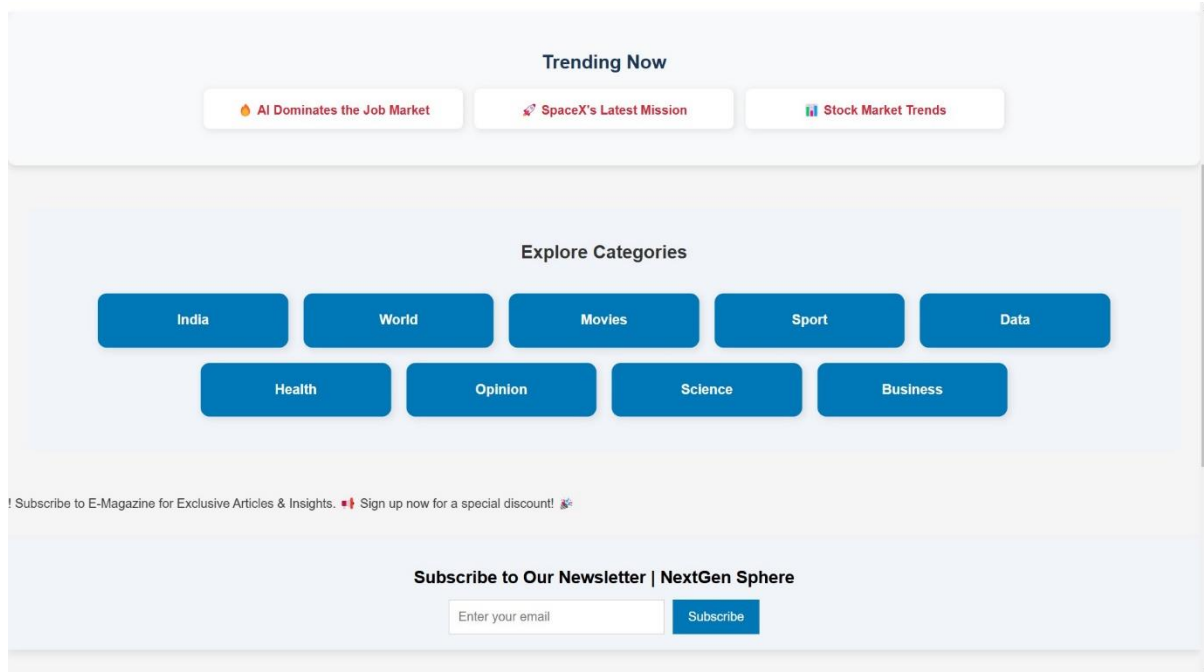 Trending Now
🔥 AI Dominates the Job Market
🚀 SpaceX's Latest Mission
📊 Stock Market Trends
Explore Categories
India
World
Movies
Sport
Data
Health
Opinion
Science
Business
! Subscribe to E-Magazine for Exclusive Articles & Insights. 📢 Sign up now for a special discount! 🎉
Subscribe to Our Newsletter | NextGen Sphere
Enter your email
Subscribe